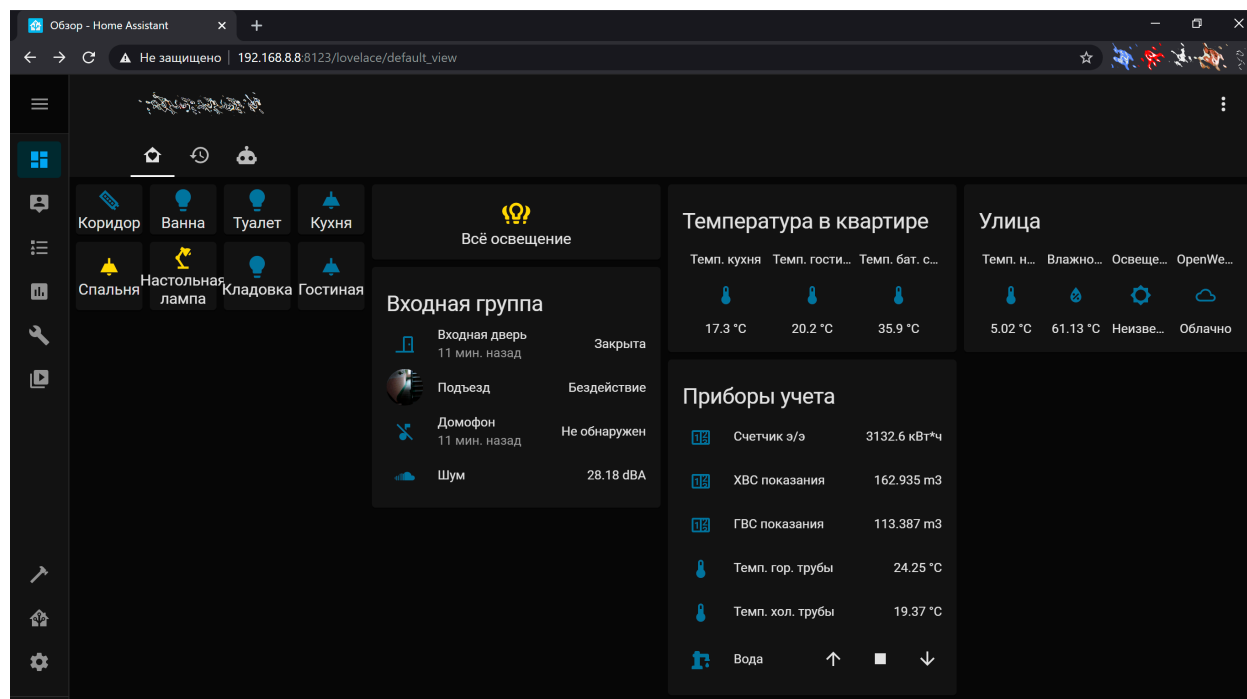 Обзор - Home Assistant
Не защищено 192.168.8.8:8123/lovelace/default_view
Коридор Ванна Туалет Кухня
Спальня Настольная лампа Кладовка Гостиная
Всё освещение
Входная группа
Входная дверь
11 мин. назад
Закрыта
Подъезд Бездействие
Домофон
11 мин. назад
Не обнаружен
Шум 28.18 dBA
Температура в квартире
Темп. кухня Темп. гости... Темп. бат. с...
17.3 °C 20.2 °C 35.9 °C
Приборы учета
Счетчик э/э 3132.6 кВт*ч
ХВС показания 162.935 m3
ГВС показания 113.387 m3
Темп. гор. трубы 24.25 °C
Темп. хол. трубы 19.37 °C
Вода
Улица
Темп. н... Влажно... Освеще... OpenWe...
5.02 °C 61.13 °C Неизве... Облачно